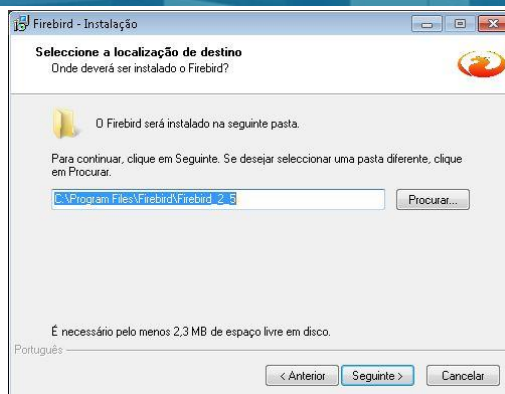 Firebird - Instalação
Seleccione a localização de destino
Onde deverá ser instalado o Firebird?
O Firebird será instalado na seguinte pasta.
Para continuar, clique em Seguinte. Se desejar seleccionar uma pasta diferente, clique
em Procurar.
C:\Program Files\Firebird\Firebird_2_5
Procurar...
É necessário pelo menos 2,3 MB de espaço livre em disco.
Português
< Anterior
Seguinte >
Cancelar